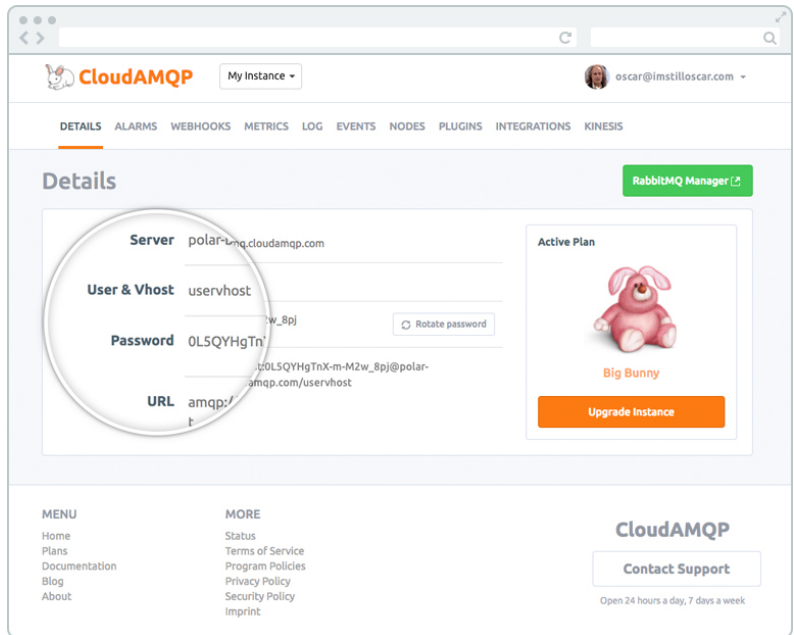 CloudAMQP
My Instance
oscar@imstilloscar.com
DETAILS ALARMS WEBHOOKS METRICS LOG EVENTS NODES PLUGINS INTEGRATIONS KINESIS
Details
RabbitMQ Manager
Server polar-
mq.cloudamqp.com
User & Vhost uservhost
Password 0L5QYHgTn
w_8pj
Rotate password
URL amqp:/
t:0L5QYHgTnX-m-M2w_8pj@polar-
amqp.com/uservhost
Active Plan
Big Bunny
Upgrade Instance
MENU
Home
Plans
Documentation
Blog
About
MORE
Status
Terms of Service
Program Policies
Privacy Policy
Security Policy
Imprint
CloudAMQP
Contact Support
Open 24 hours a day, 7 days a week